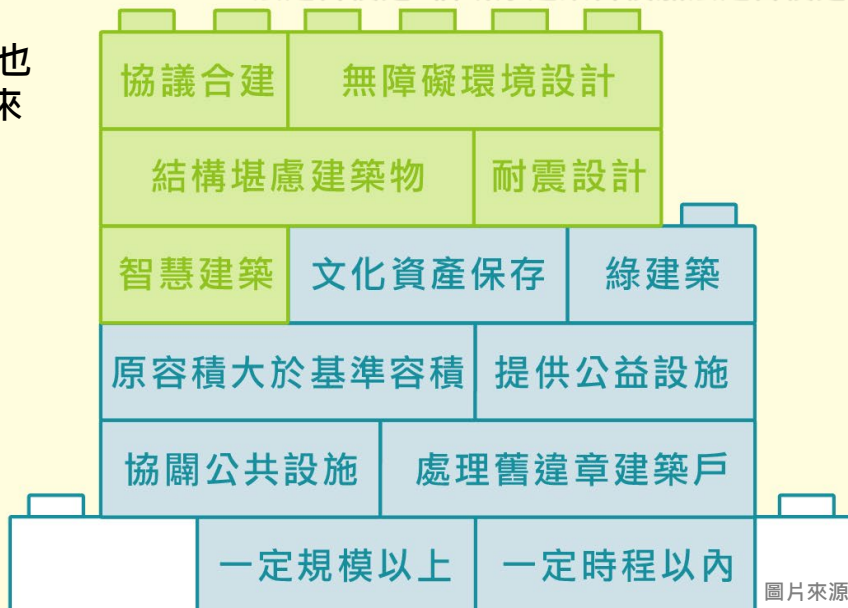 也
來
協議合建 無障礙環境設計
結構堪慮建築物 耐震設計
智慧建築 文化資產保存 綠建築
原容積大於基準容積 提供公益設施
協闢公共設施 處理舊違章建築戶
一定規模以上 一定時程以內
圖片來源